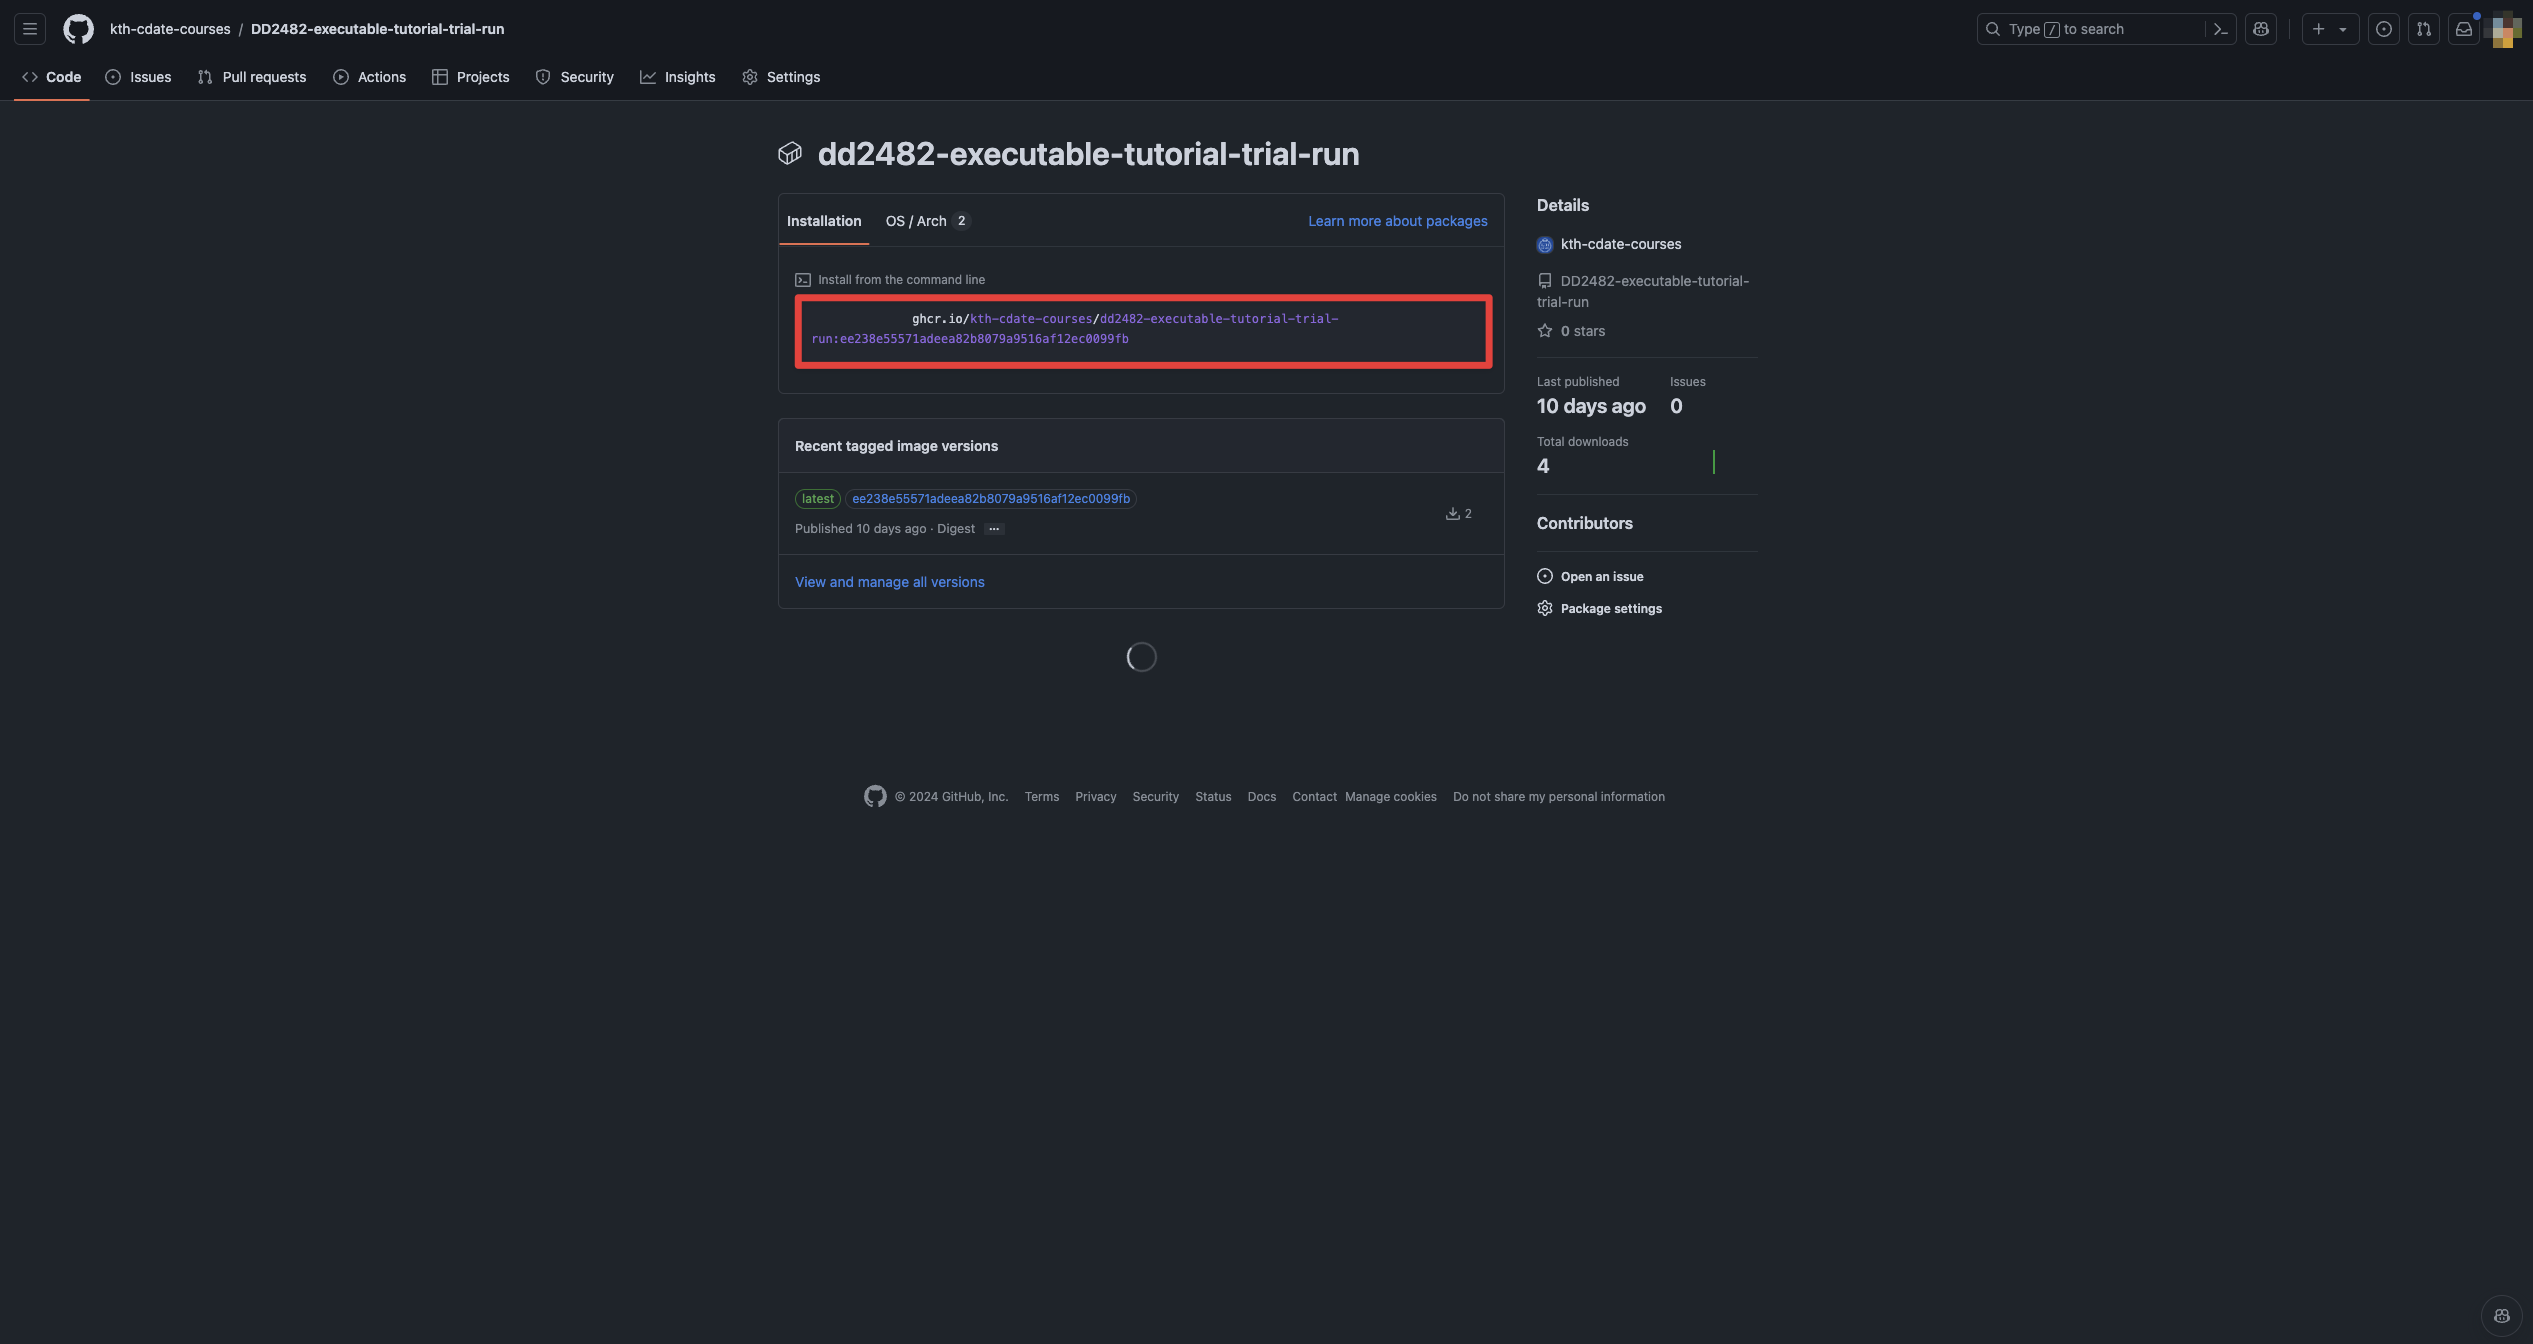 kth-cdate-courses / DD2482-executable-tutorial-trial-run
Type / to search
Code Issues Pull requests Actions Projects Security Insights Settings
dd2482-executable-tutorial-trial-run
Installation OS / Arch 2 Learn more about packages
Install from the command line
ghcr.io/kth-cdate-courses/dd2482-executable-tutorial-trial-
run:ee238e55571adeea82b8079a9516af12ec0099fb
Recent tagged image versions
latest ee238e55571adeea82b8079a9516af12ec0099fb
Published 10 days ago · Digest ...
2
View and manage all versions
Details
kth-cdate-courses
DD2482-executable-tutorial-
trial-run
0 stars
Last published Issues
10 days ago 0
Total downloads
4
Contributors
Open an issue
Package settings
© 2024 GitHub, Inc. Terms Privacy Security Status Docs Contact Manage cookies Do not share my personal information